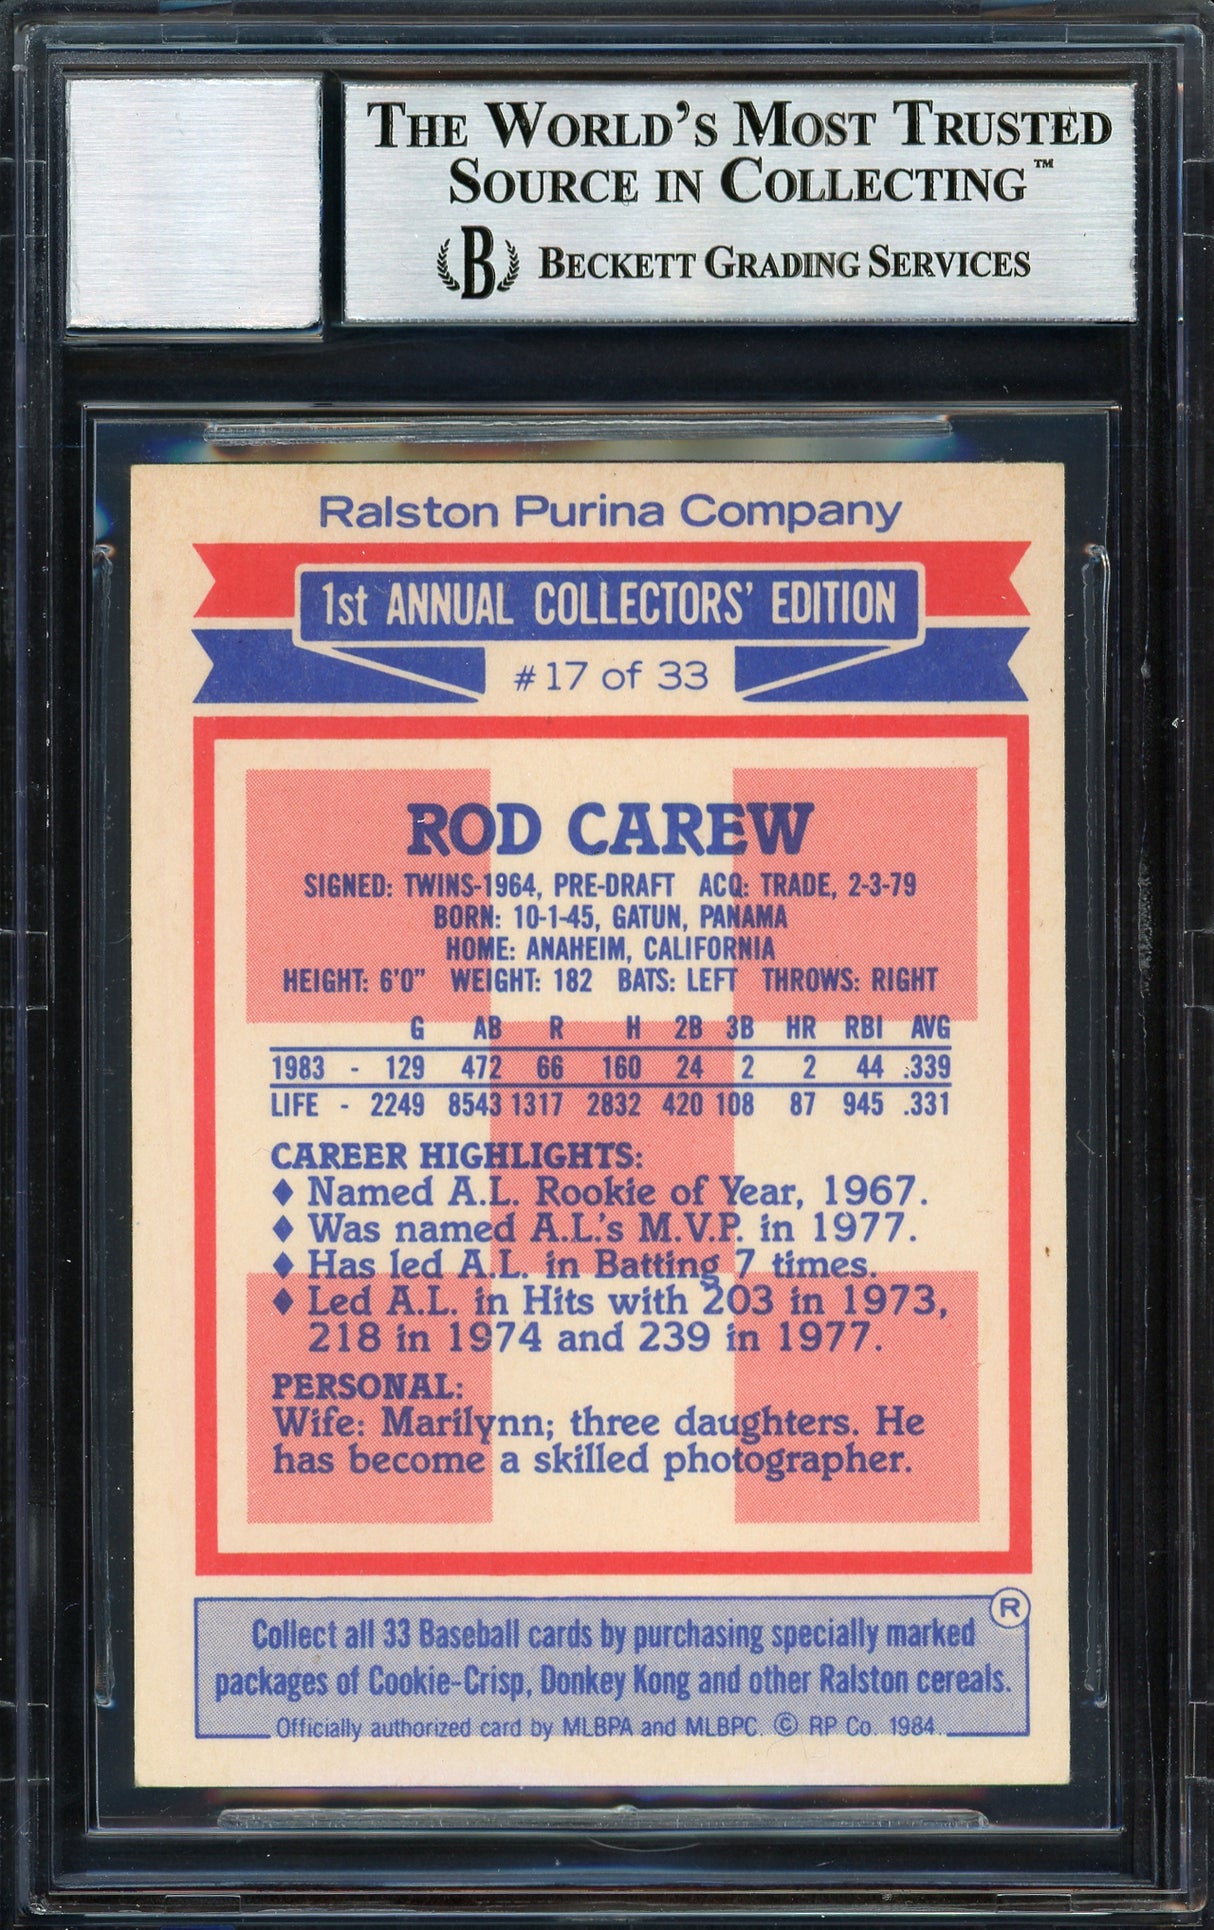 THE WORLD'S MOST TRUSTED
SOURCE IN COLLECTING™
B BECKETT GRADING SERVICES
Ralston Purina Company
1st ANNUAL COLLECTORS' EDITION
#17 of 33
ROD CAREW
SIGNED: TWINS-1964, PRE-DRAFT ACQ: TRADE, 2-3-79
BORN: 10-1-45, GATUN, PANAMA
HOME: ANAHEIM, CALIFORNIA
HEIGHT: 6'0" WEIGHT: 182 BATS: LEFT THROWS: RIGHT
G AB R H 2B 3B HR RBI AVG
1983 - 129 472 66 160 24 2 2 44 .339
LIFE - 2249 8543 1317 2832 420 108 87 945 .331
CAREER HIGHLIGHTS:
♦ Named A.L. Rookie of Year, 1967.
♦ Was named A.L.'s M.V.P. in 1977.
♦ Has led A.L. in Batting 7 times.
♦ Led A.L. in Hits with 203 in 1973,
218 in 1974 and 239 in 1977.
PERSONAL:
Wife: Marilynn; three daughters. He
has become a skilled photographer.
®
Collect all 33 Baseball cards by purchasing specially marked
packages of Cookie-Crisp, Donkey Kong and other Ralston cereals.
Officially authorized card by MLBPA and MLBPC. © RP Co. 1984.